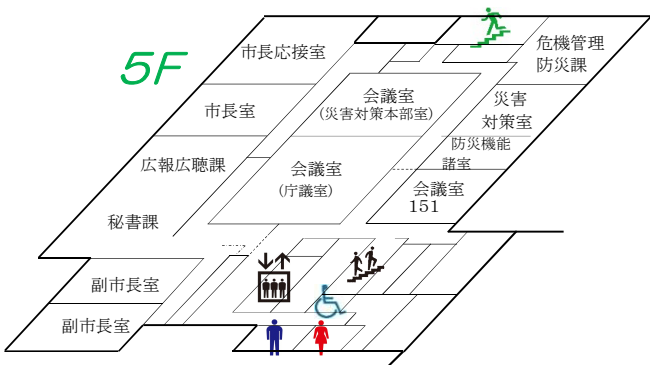 5F
市長応接室
危機管理
防災課
会議室
(災害対策本部室)
災害
対策室
市長室
防災機能
諸室
広報広聴課
会議室
(庁議室)
会議室
151
秘書課
副市長室
副市長室